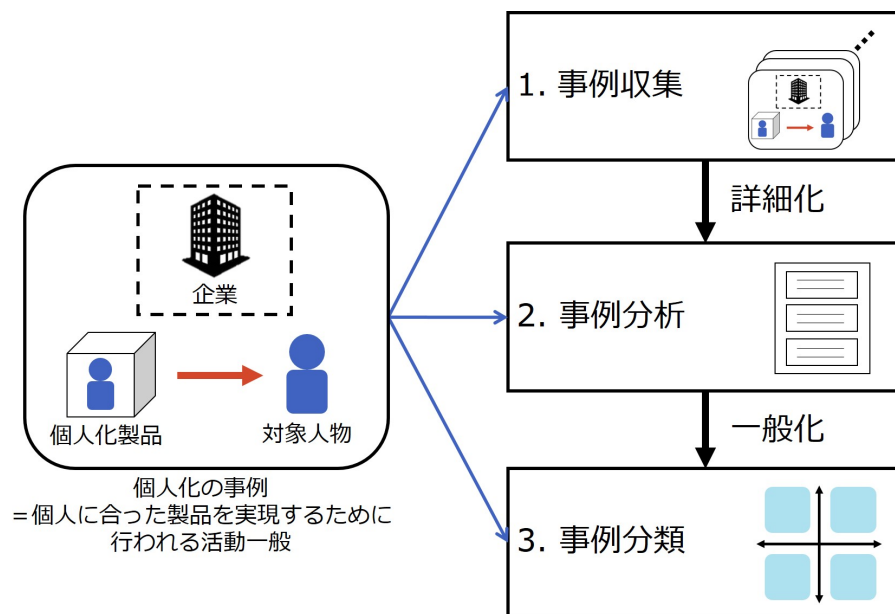 企業
個人化製品
対象人物
個人化の事例
＝個人に合った製品を実現するために
行われる活動一般
1. 事例収集
詳細化
2. 事例分析
一般化
3. 事例分類